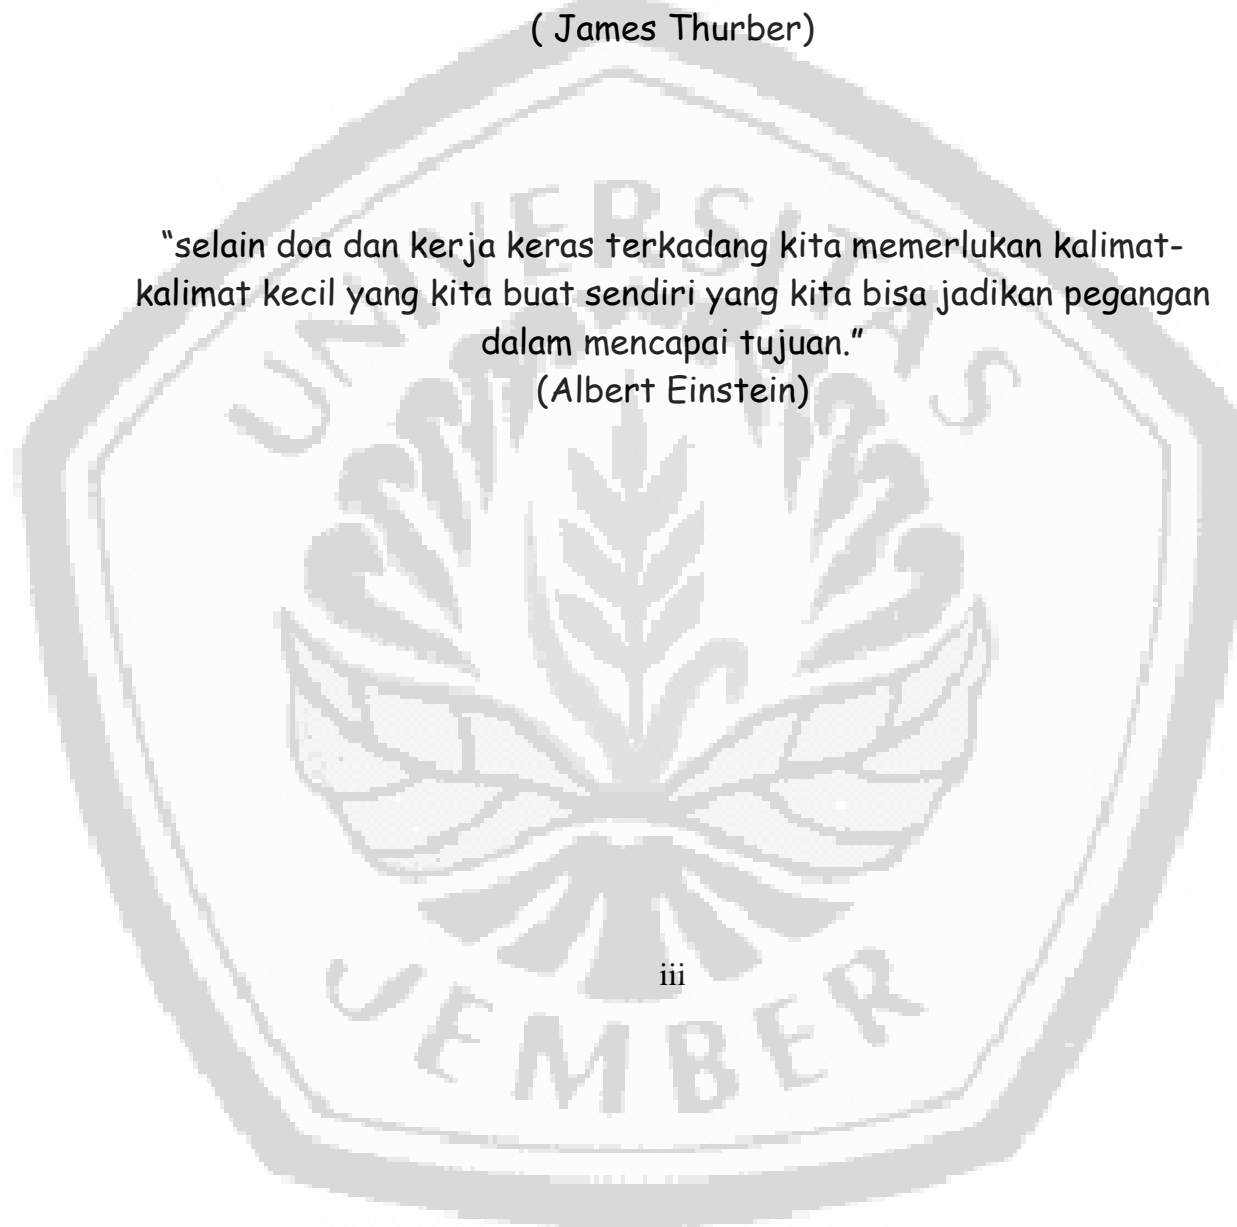 ( James Thurber)
“selain doa dan kerja keras terkadang kita memerlukan kalimat-
kalimat kecil yang kita buat sendiri yang kita bisa jadikan pegangan
dalam mencapai tujuan.”
(Albert Einstein)
iii
UNIVERSITAS
JEMBER